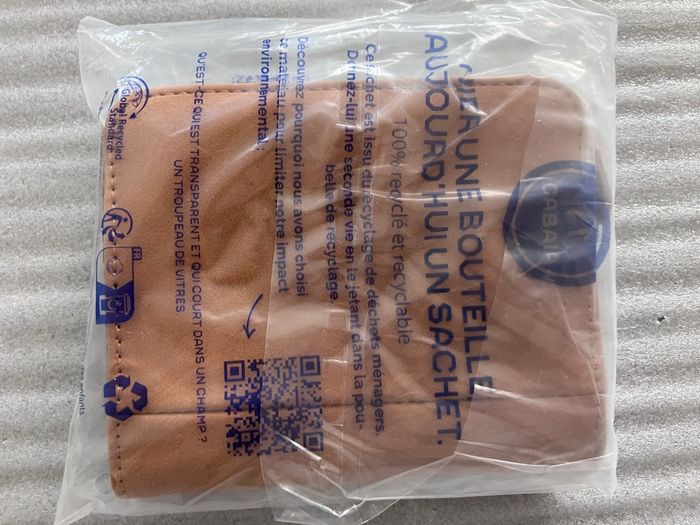 HIER UNE BOUTEILLE,
AUJOURD'HUI UN SACHET.
100% recyclé et recyclable
Ce sachet est issu du recyclage de déchets ménagers.
Donnez-lui une seconde vie en le jetant dans la pou-
belle de recyclage.
Découvrez pourquoi nous avons choisi
ce matériau pour limiter notre impact
environnemental.
QU'EST-CE QUI EST TRANSPARENT ET QUI COURT DANS UN CHAMP ?
UN TROUPEAU DE VITRES
CABAÏA
Global Recycled
Standard
FR
enfants